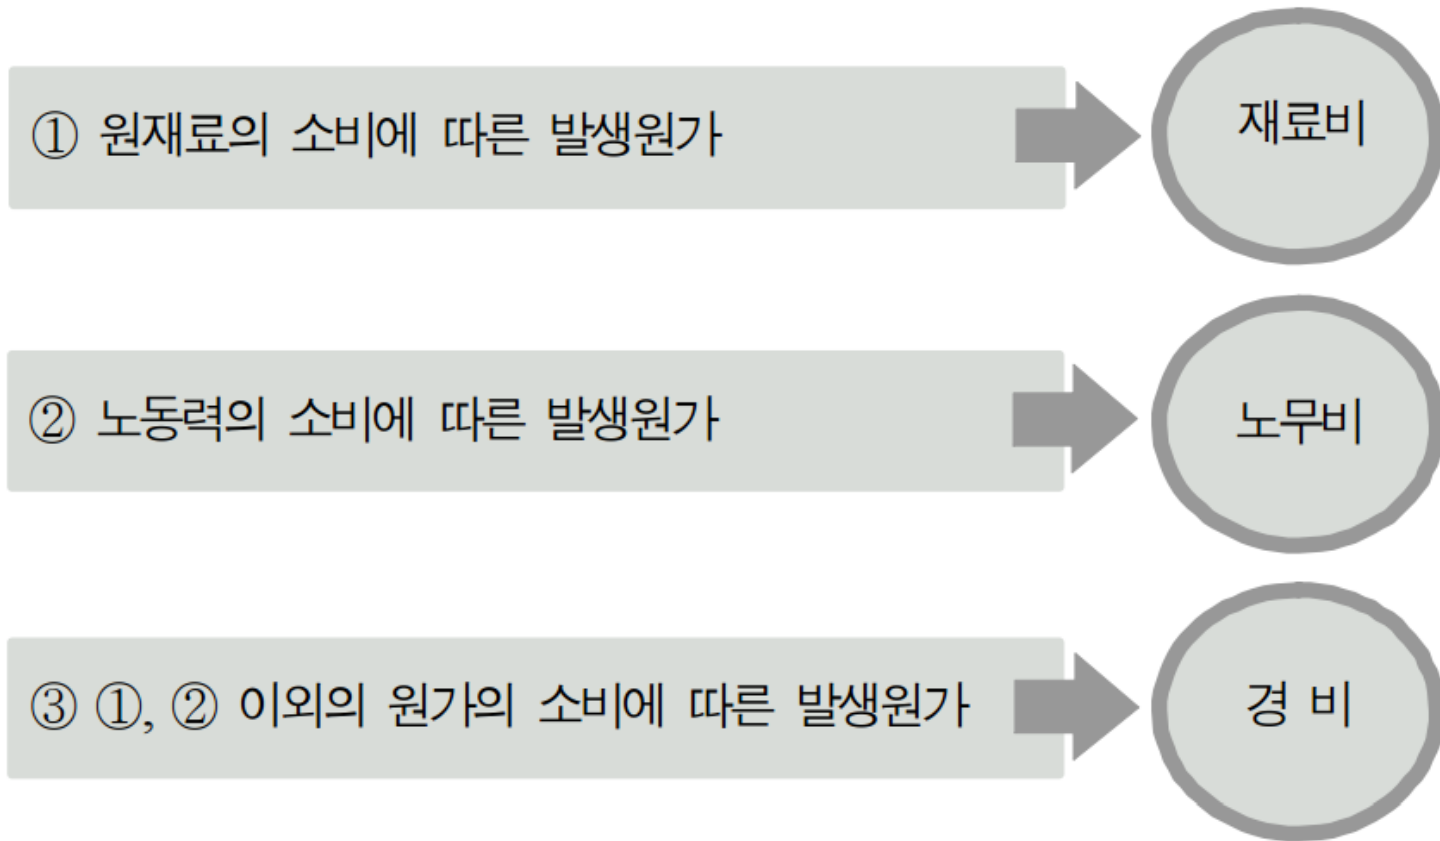 ① 원재료의 소비에 따른 발생원가
재료비
② 노동력의 소비에 따른 발생원가
노무비
③ ①, ② 이외의 원가의 소비에 따른 발생원가
경 비